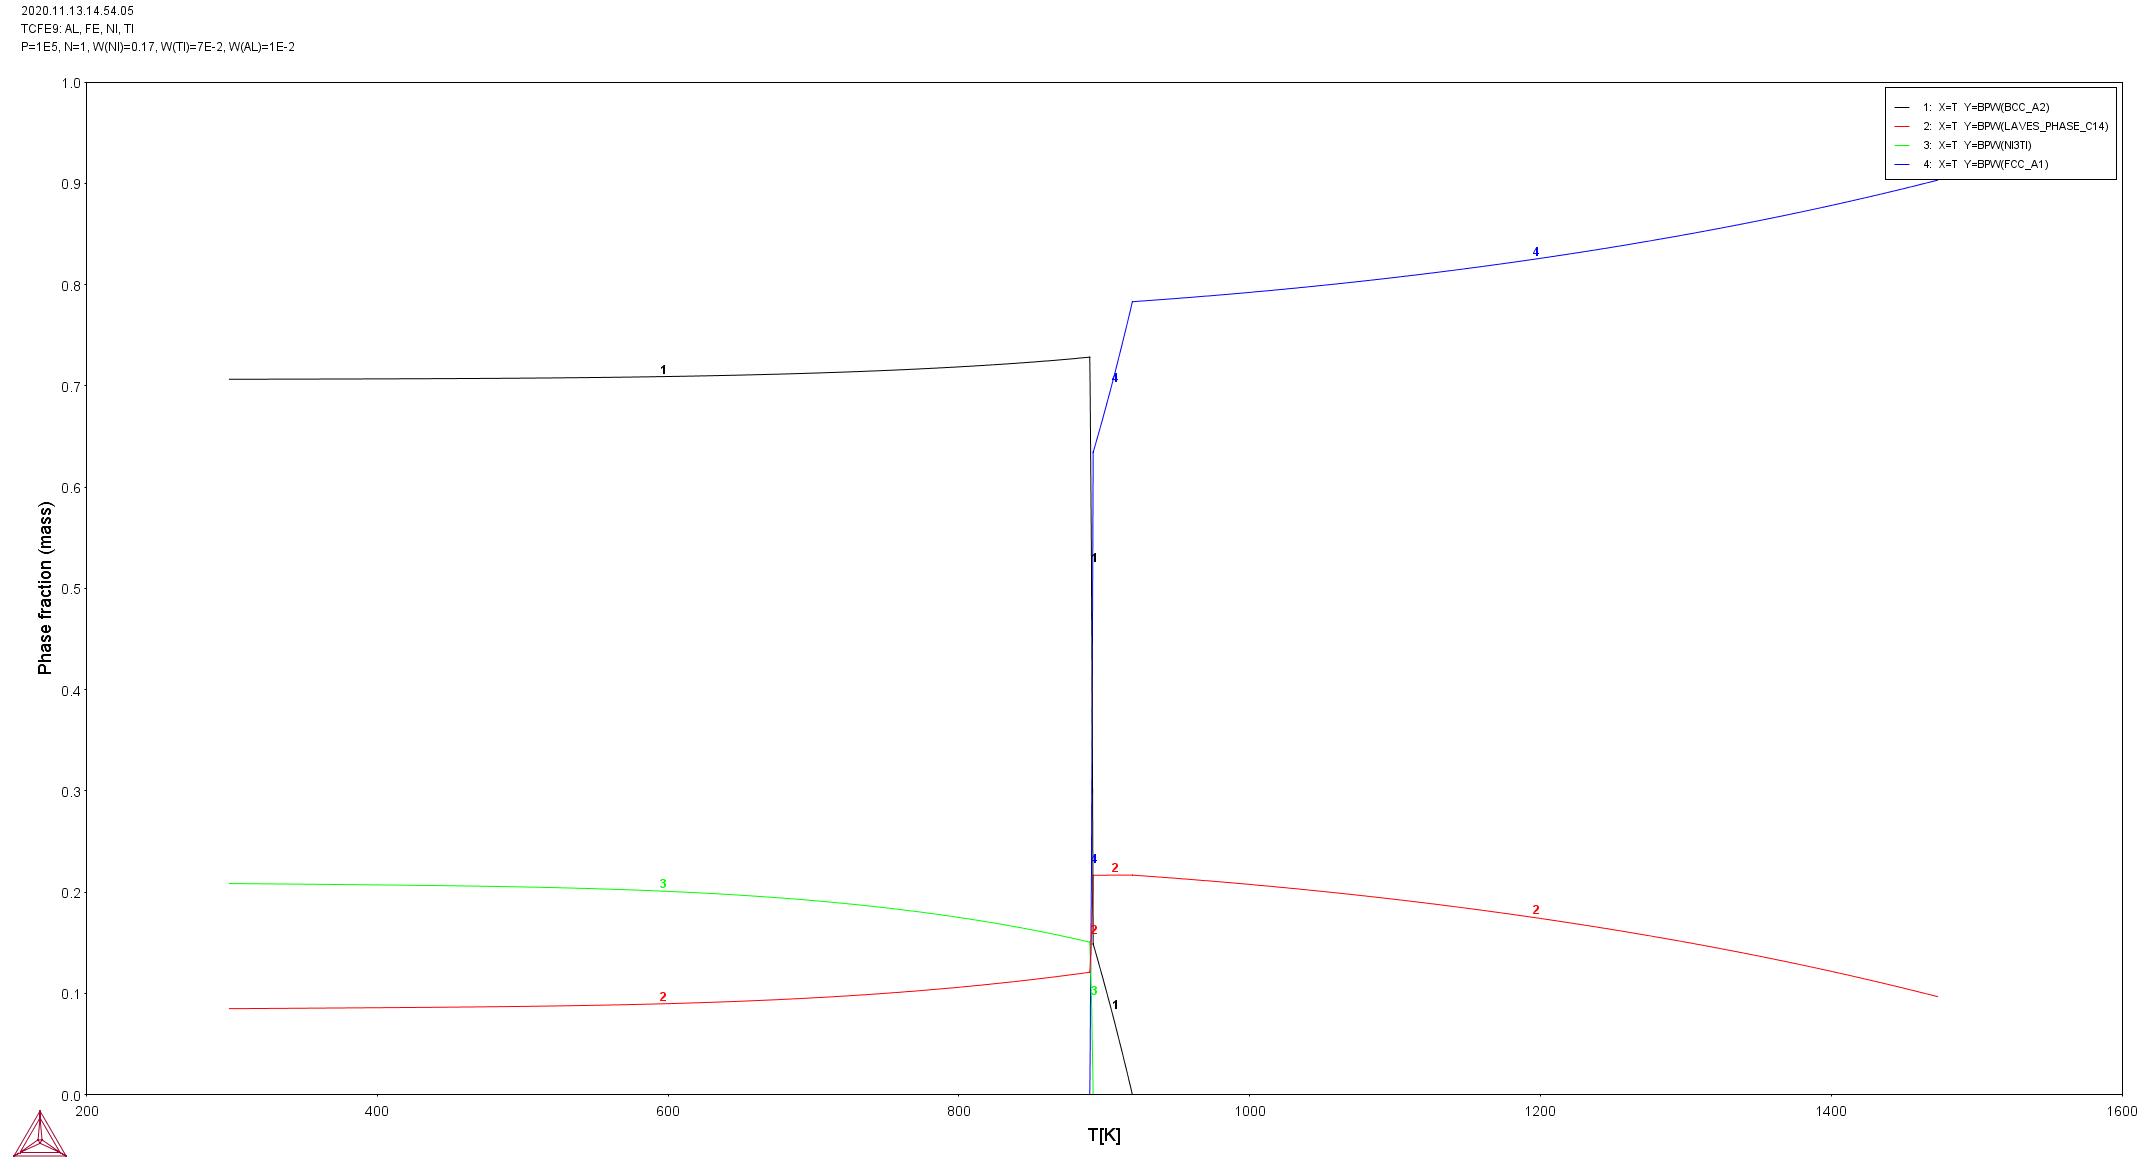 2020.11.13.14.54.05
TCFE9: AL, FE, NI, TI
P=1E5, N=1, W(NI)=0.17, W(TI)=7E-2, W(AL)=1E-2
1: X=T Y=BPW(BCC_A2)
2: X=T Y=BPW(LAVES_PHASE_C14)
3: X=T Y=BPW(NI3TI)
4: X=T Y=BPW(FCC_A1)
Phase fraction (mass)
1.0
0.9
0.8
0.7
0.6
0.5
0.4
0.3
0.2
0.1
0.0
4
1
4
1
4
2
3
2
2
2
3
1
200 400 600 800 1000 1200 1400 1600
T[K]